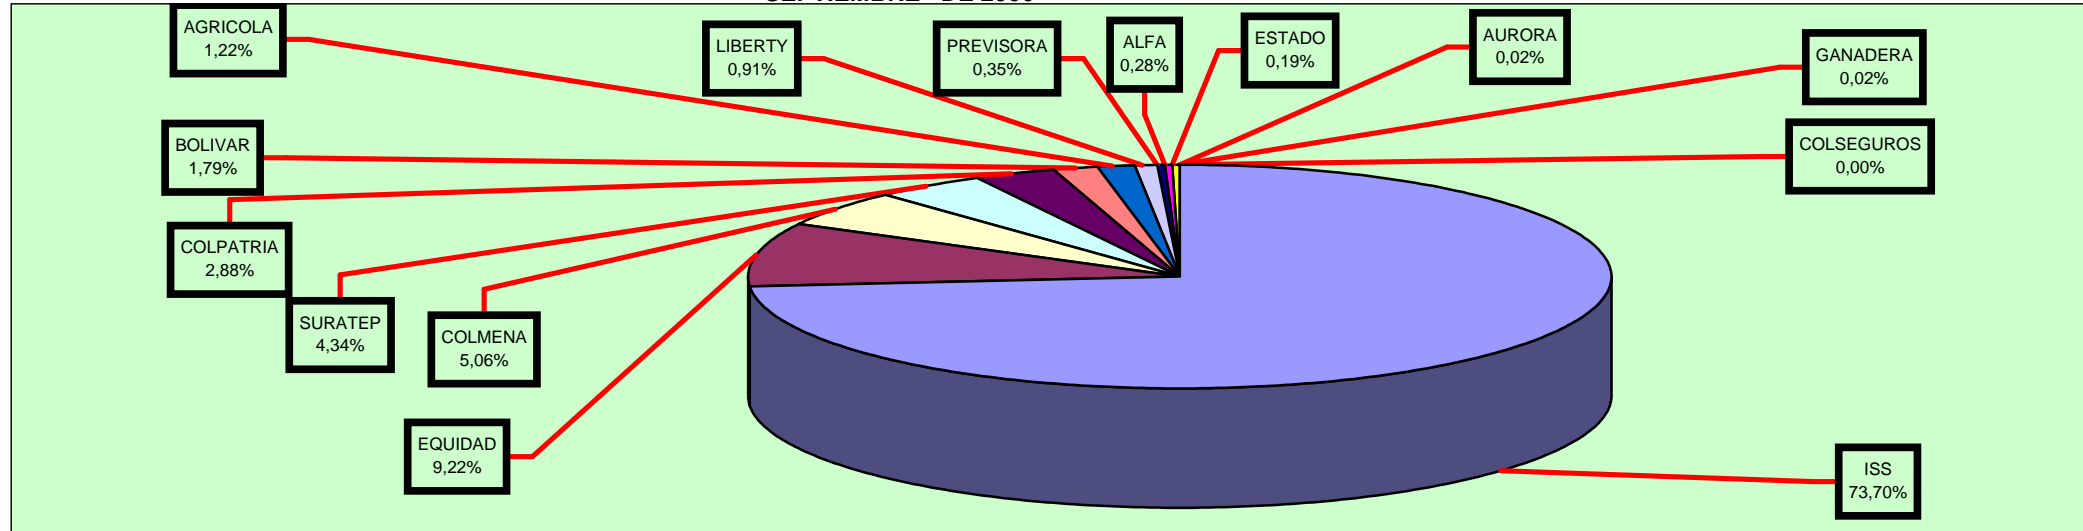 AGRICOLA
1,22%
LIBERTY
0,91%
PREVISORA
0,35%
ALFA
0,28%
ESTADO
0,19%
AURORA
0,02%
GANADERA
0,02%
BOLIVAR
1,79%
COLSEGUROS
0,00%
COLPATRIA
2,88%
SURATEP
4,34%
COLMENA
5,06%
EQUIDAD
9,22%
ISS
73,70%